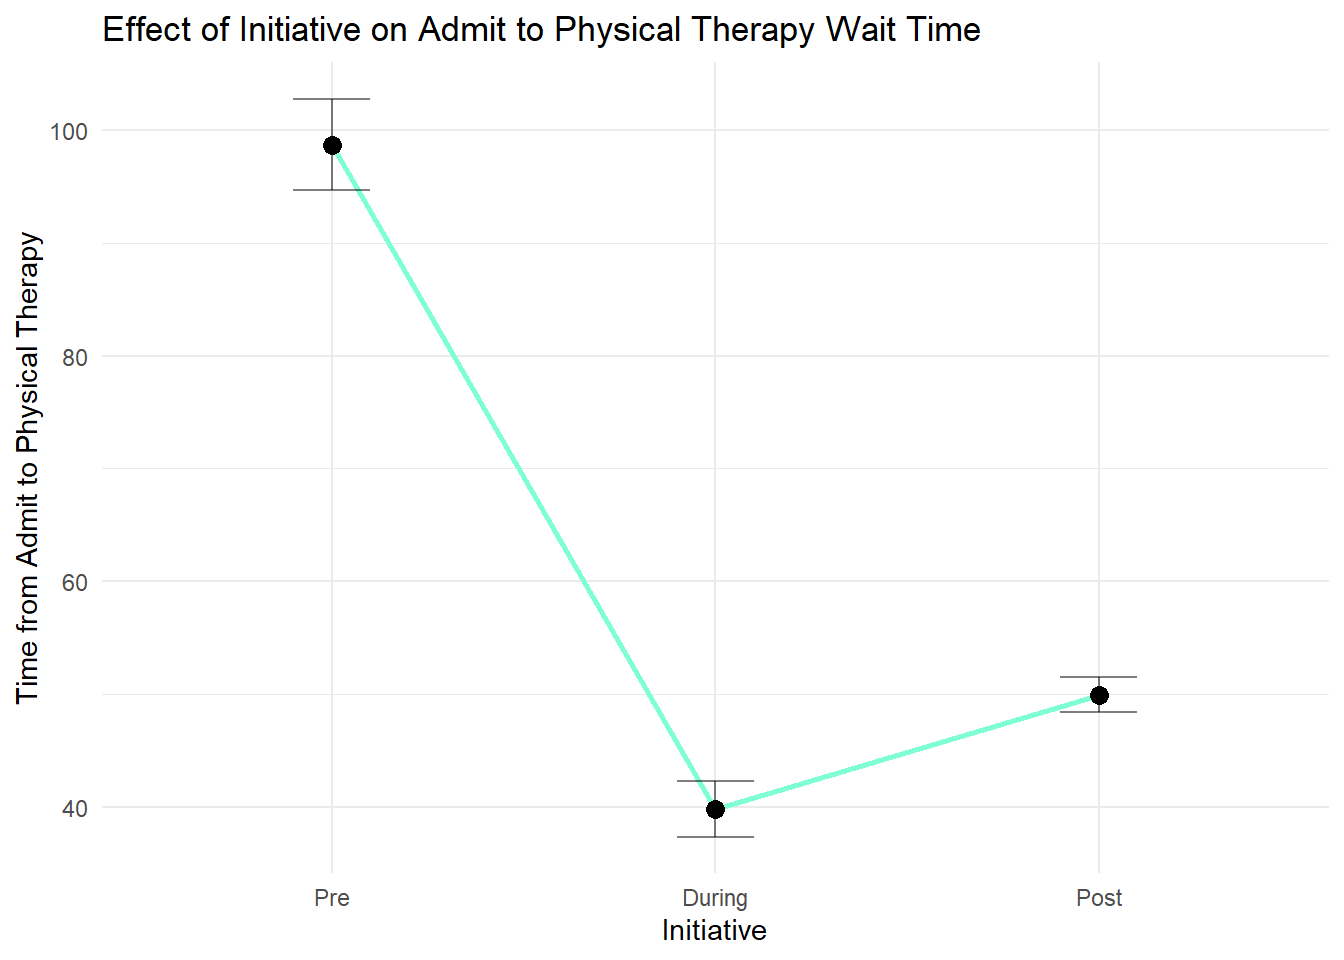 Effect of Initiative on Admit to Physical Therapy Wait Time
Time from Admit to Physical Therapy
100
80
60
40
Pre During Post
Initiative